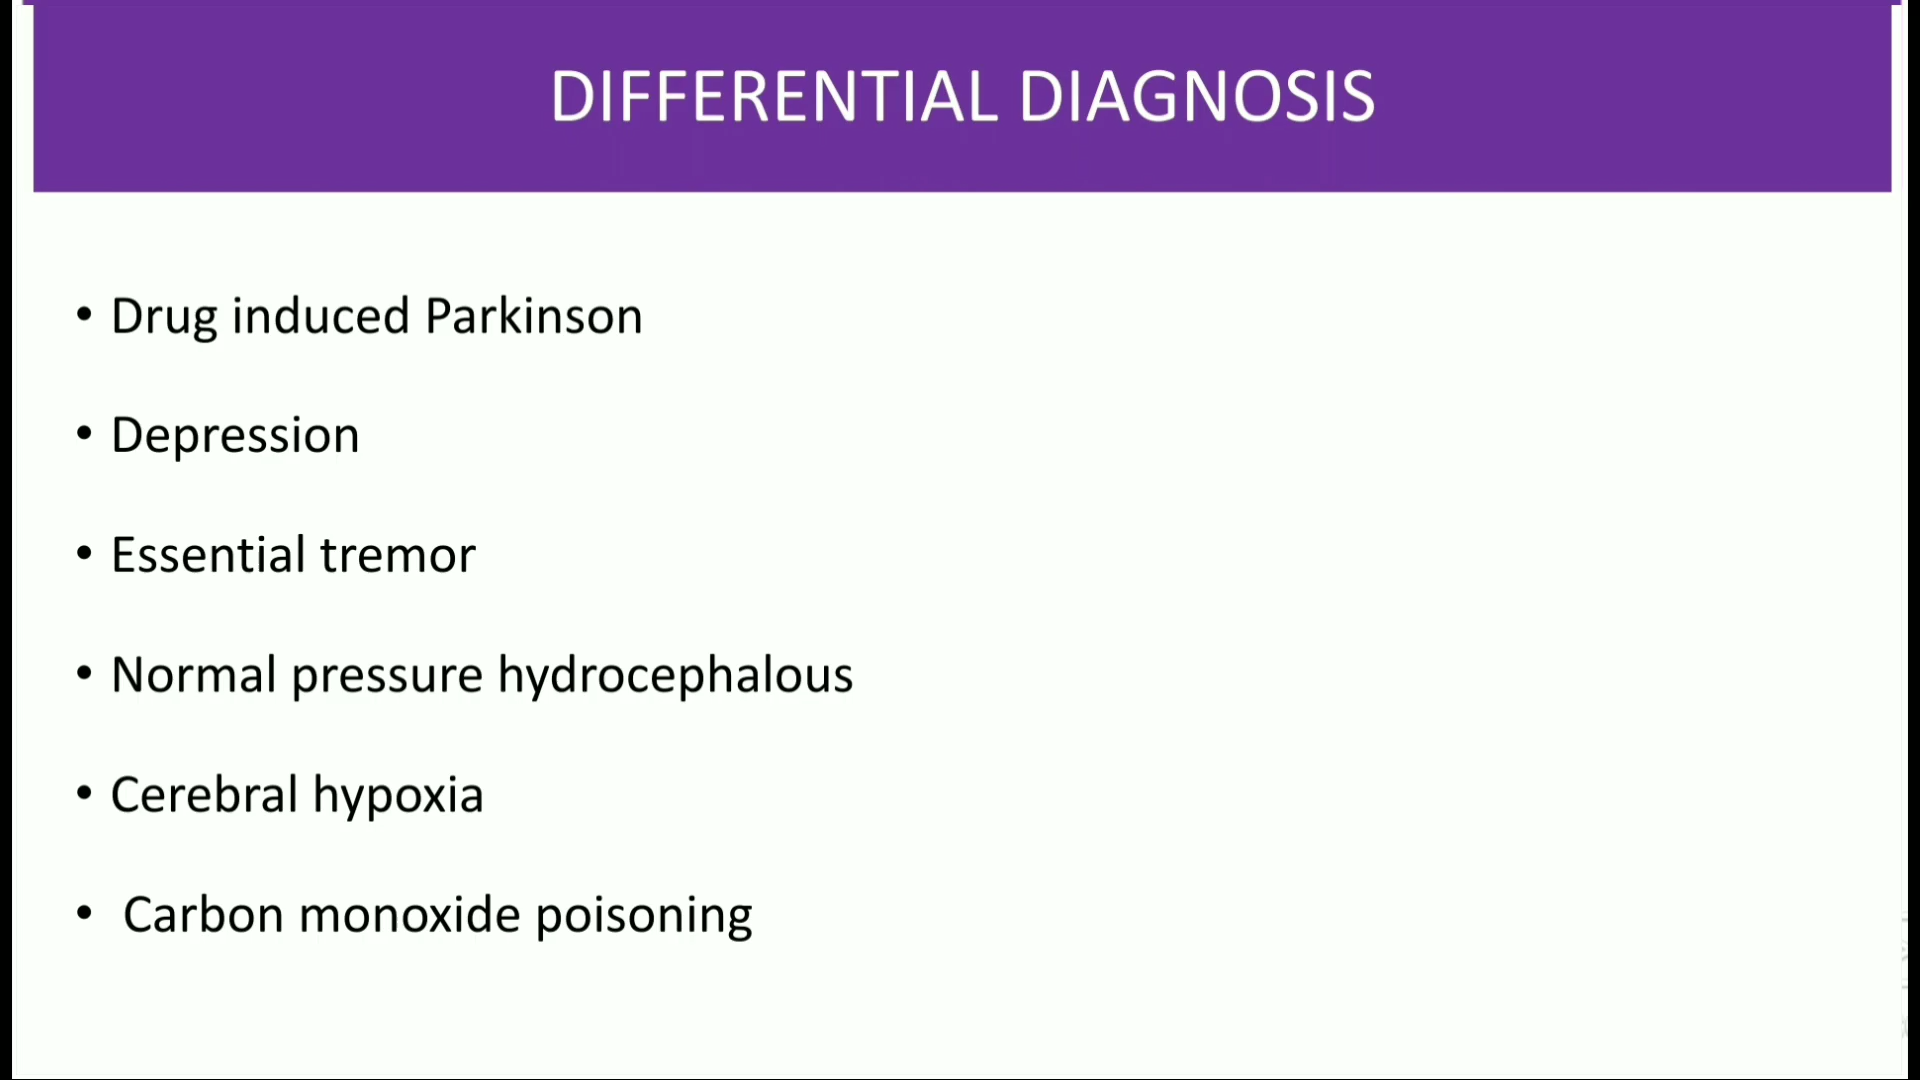 DIFFERENTIAL DIAGNOSIS
• Drug induced Parkinson
• Depression
• Essential tremor
• Normal pressure hydrocephalous
• Cerebral hypoxia
• Carbon monoxide poisoning